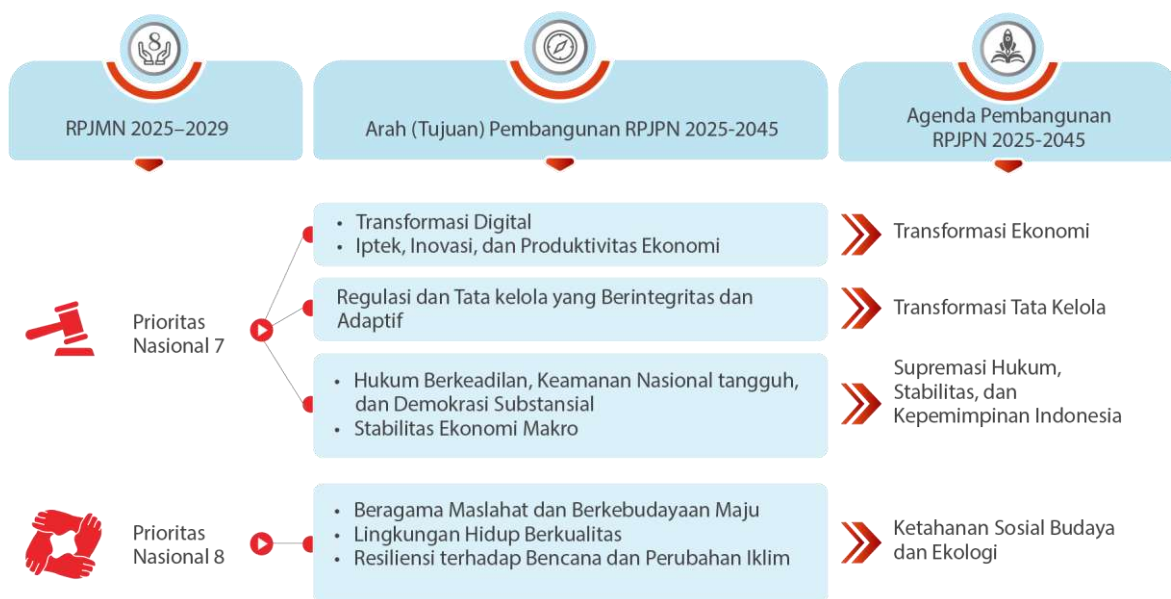 8
RPJMN 2025–2029
Arah (Tujuan) Pembangunan RPJPN 2025-2045
Agenda Pembangunan
RPJPN 2025-2045
Prioritas
Nasional 7
• Transformasi Digital
• Iptek, Inovasi, dan Produktivitas Ekonomi
Transformasi Ekonomi
Regulasi dan Tata kelola yang Berintegritas dan
Adaptif
Transformasi Tata Kelola
• Hukum Berkeadilan, Keamanan Nasional tangguh,
dan Demokrasi Substansial
• Stabilitas Ekonomi Makro
Supremasi Hukum,
Stabilitas, dan
Kepemimpinan Indonesia
Prioritas
Nasional 8
• Beragama Maslahat dan Berkebudayaan Maju
• Lingkungan Hidup Berkualitas
• Resiliensi terhadap Bencana dan Perubahan Iklim
Ketahanan Sosial Budaya
dan Ekologi